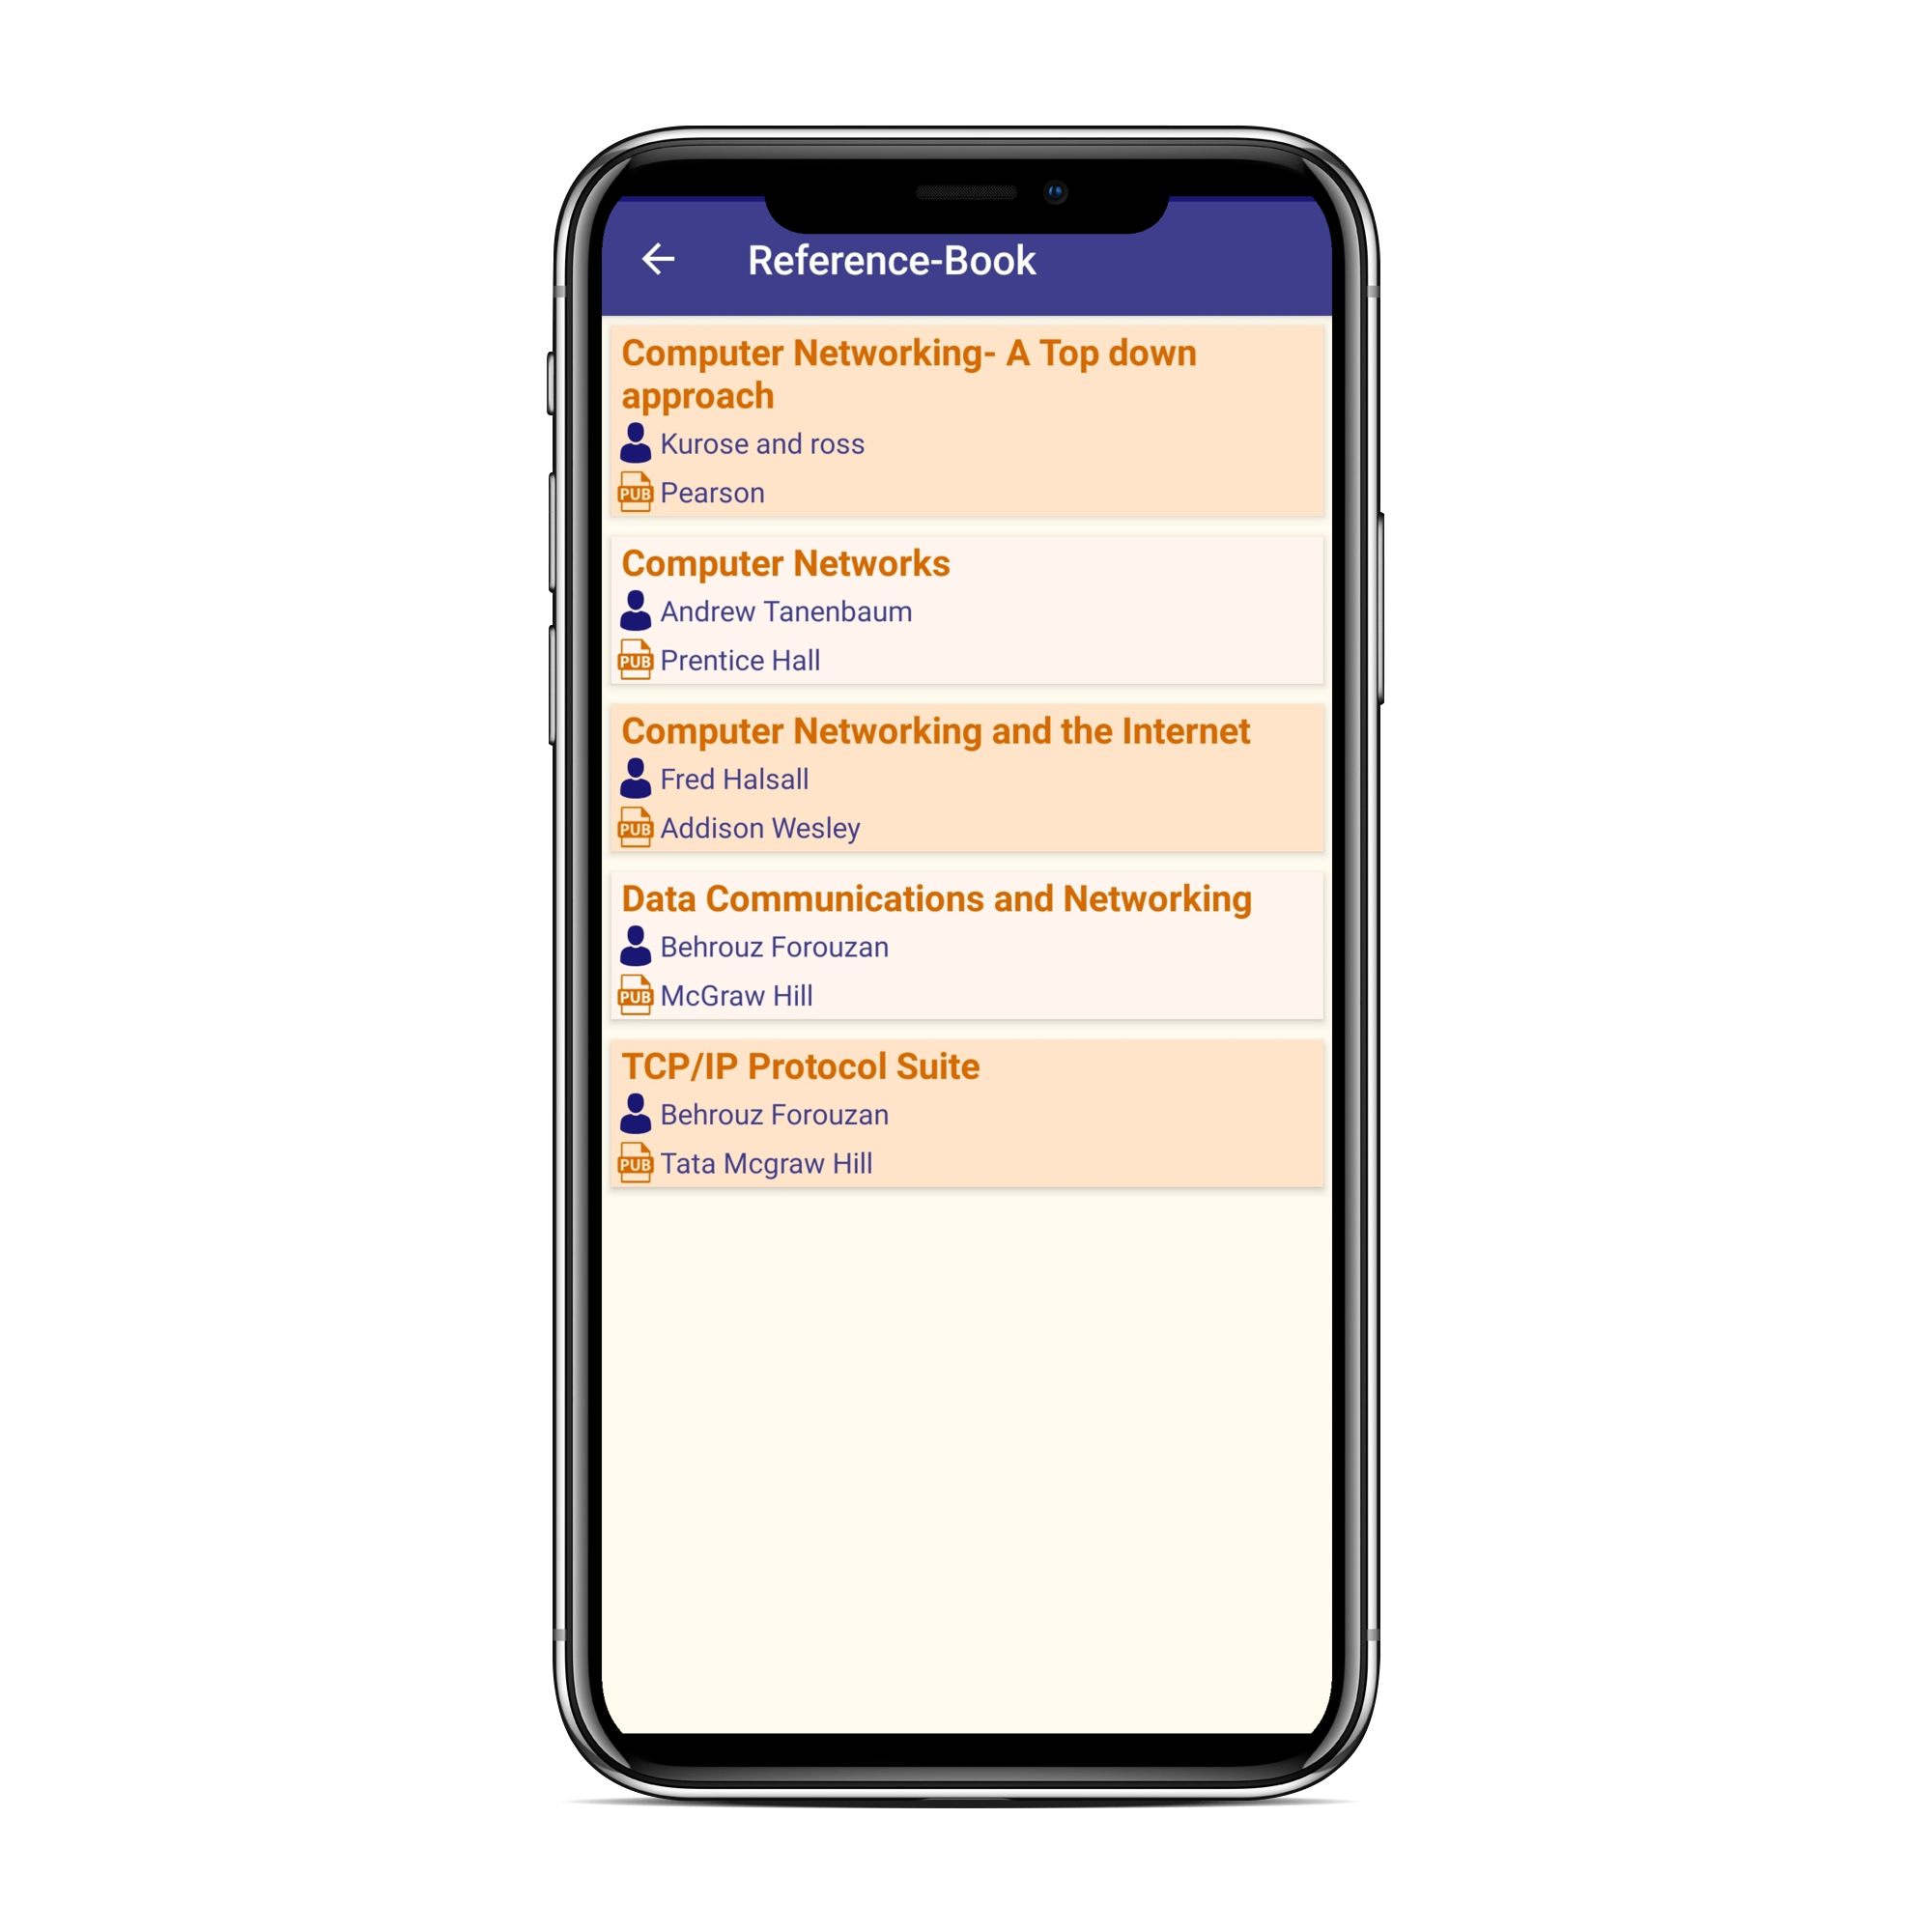 Reference-Book
Computer Networking- A Top down
approach
Kurose and ross
PUB Pearson
Computer Networks
Andrew Tanenbaum
PUB Prentice Hall
Computer Networking and the Internet
Fred Halsall
PUB Addison Wesley
Data Communications and Networking
Behrouz Forouzan
PUB McGraw Hill
TCP/IP Protocol Suite
Behrouz Forouzan
PUB Tata Mcgraw Hill